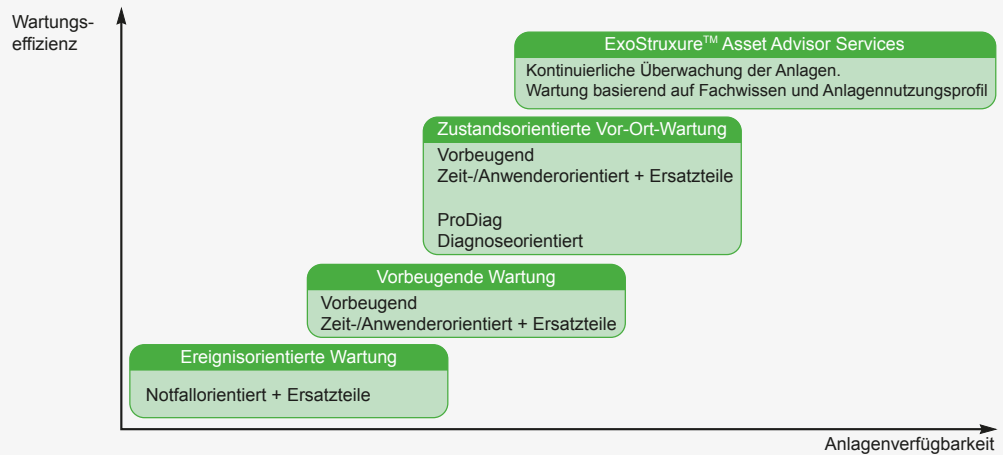 Wartungs-
effizienz
ExoStruxure™ Asset Advisor Services
Kontinuierliche Überwachung der Anlagen.
Wartung basierend auf Fachwissen und Anlagennutzungsprofil
Zustandsorientierte Vor-Ort-Wartung
Vorbeugend
Zeit-/Anwenderorientiert + Ersatzteile
ProDiag
Diagnoseorientiert
Vorbeugende Wartung
Vorbeugend
Zeit-/Anwenderorientiert + Ersatzteile
Ereignisorientierte Wartung
Notfallorientiert + Ersatzteile
Anlagenverfügbarkeit